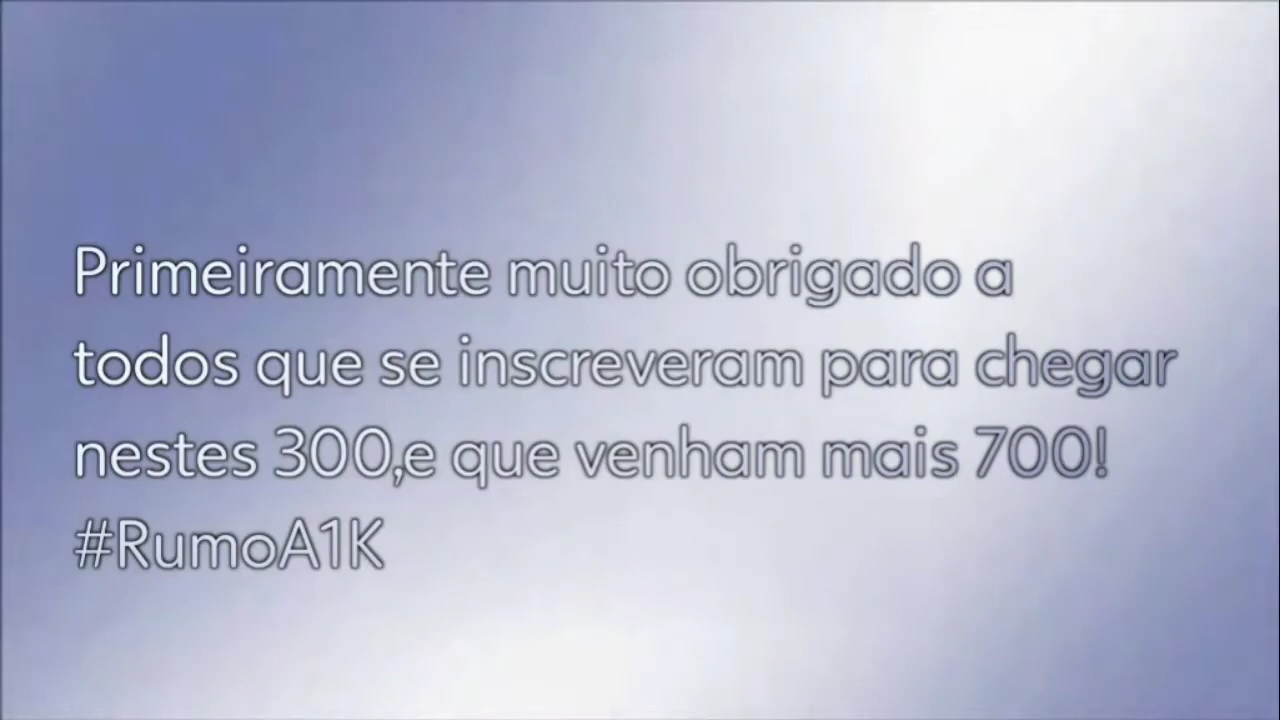 Primeiramente muito obrigado a
todos que se inscreveram para chegar
nestes 300,e que venham mais 700!
#RumoA1K